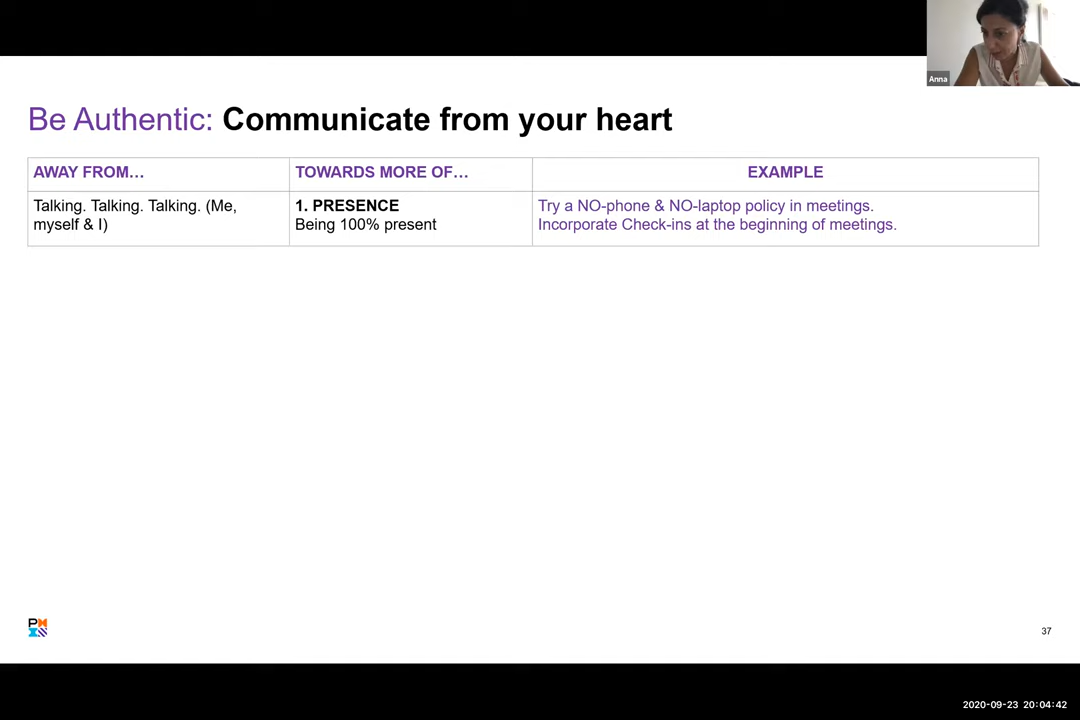 Anna
Be Authentic: Communicate from your heart
AWAY FROM…
TOWARDS MORE OF…
EXAMPLE
Talking. Talking. Talking. (Me,
myself & I)
1. PRESENCE
Being 100% present
Try a NO-phone & NO-laptop policy in meetings.
Incorporate Check-ins at the beginning of meetings.
37
2020-09-23 20:04:42